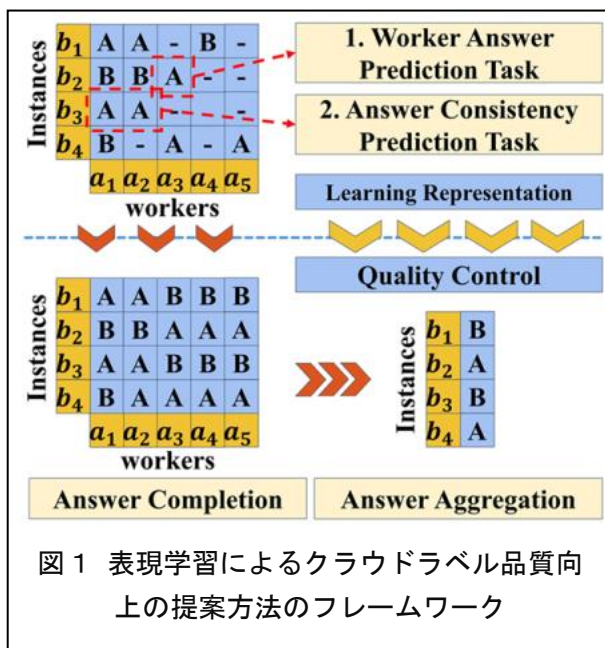 Instances
b1 A A - B -
b2 B B A - -
b3 A A - - -
b4 B - A - A
a1 a2 a3 a4 a5
workers
1. Worker Answer
Prediction Task
2. Answer Consistency
Prediction Task
Learning Representation
Quality Control
Instances
b1 A A B B B
b2 B B A A A
b3 A A B B B
b4 B A A A A
a1 a2 a3 a4 a5
workers
Instances
b1 B
b2 A
b3 B
b4 A
Answer Completion
Answer Aggregation
図1 表現学習によるクラウドラベル品質向
上の提案方法のフレームワーク